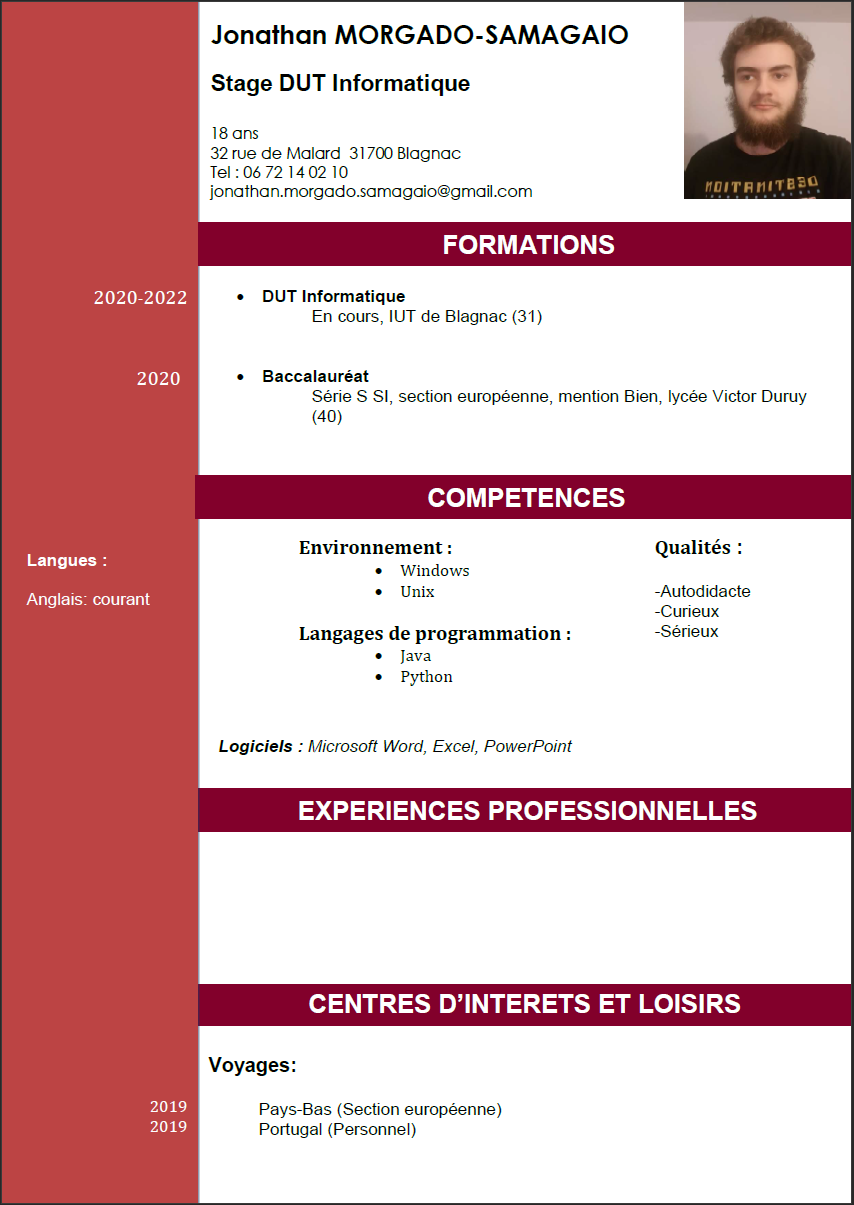 Jonathan MORGADO-SAMAGAIO
Stage DUT Informatique
18 ans
32 rue de Malard 31700 Blagnac
Tel : 06 72 14 02 10
jonathan.morgado.samagaio@gmail.com
FORMATIONS
2020-2022
• DUT Informatique
En cours, IUT de Blagnac (31)
2020
• Baccalauréat
Série S SI, section européenne, mention Bien, lycée Victor Duruy
(40)
COMPETENCES
Langues :
Anglais: courant
Environnement :
• Windows
• Unix
Langages de programmation :
• Java
• Python
Qualités :
-Autodidacte
-Curieux
-Sérieux
Logiciels : Microsoft Word, Excel, PowerPoint
EXPERIENCES PROFESSIONNELLES
CENTRES D’INTERETS ET LOISIRS
Voyages:
2019 Pays-Bas (Section européenne)
2019 Portugal (Personnel)